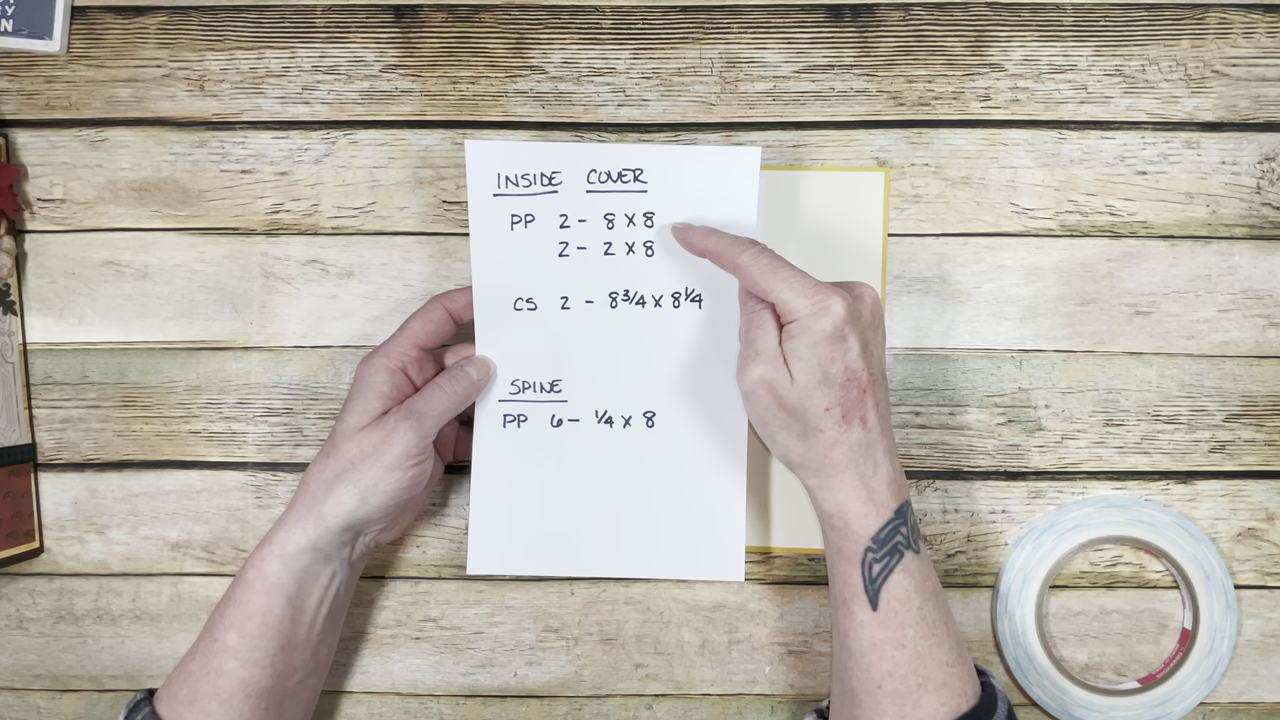 INSIDE COVER
PP 2 - 8 X 8
2 - 2 X 8
CS 2 - 8 3/4 X 8 1/4
SPINE
PP 6 - 1/4 X 8